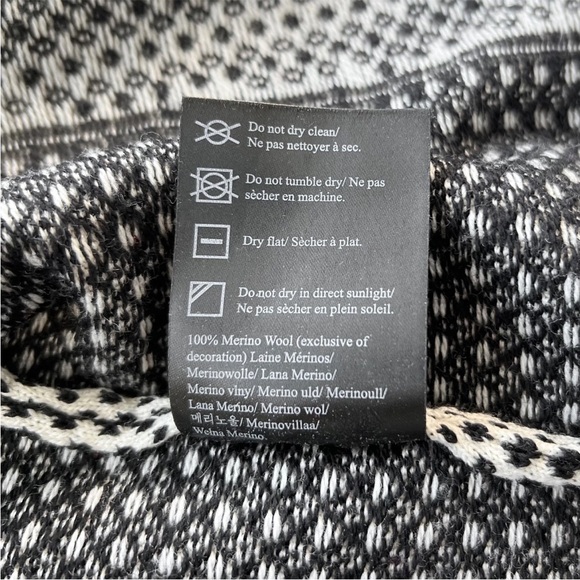 Do not dry clean/
Ne pas nettoyer à sec.
Do not tumble dry/ Ne pas
sècher en machine.
Dry flat/ Sècher à plat.
Do not dry in direct sunlight/
Ne pas sècher en plein soleil.
100% Merino Wool (exclusive of
decoration) Laine Mérinos/
Merinowolle/ Lana Merino/
Merino vlny/ Merino uld/ Merinoull/
Lana Merino/ Merino wol/
메리노울/ Merinovillaa/
Wełna Merino